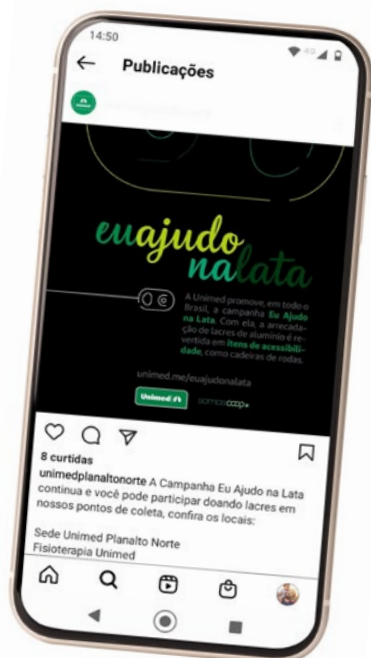 14:50
4G
Publicações
euajudo
nalata
A Unimed promove, em todo o
Brasil, a campanha Eu Ajudo
na Lata. Com ela, a arrecada-
ção de lacres de alumínio é re-
vertida em itens de acessibili-
dade, como cadeiras de rodas.
unimed.me/euajudonalata
Unimed
somoscoop
8 curtidas
unimedplanaltonorte A Campanha Eu Ajudo na Lata
continua e você pode participar doando lacres em
nossos pontos de coleta, confira os locais:
Sede Unimed Planalto Norte
Fisioterapia Unimed